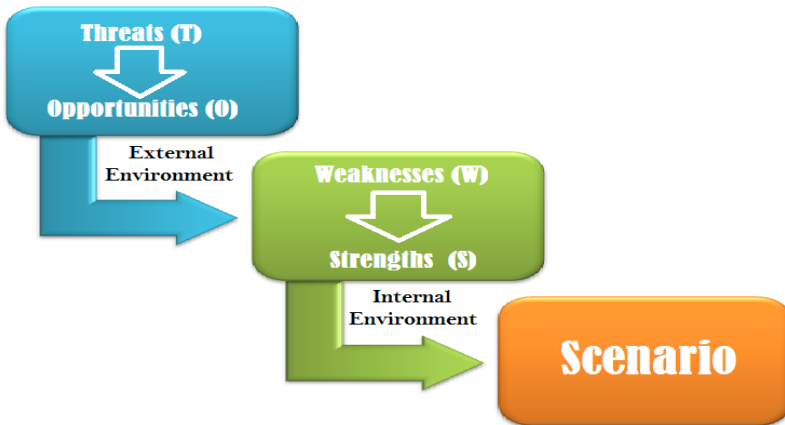 Threats (T)
Opportunities (O)
External
Environment
Weaknesses (W)
Strengths (S)
Internal
Environment
Scenario